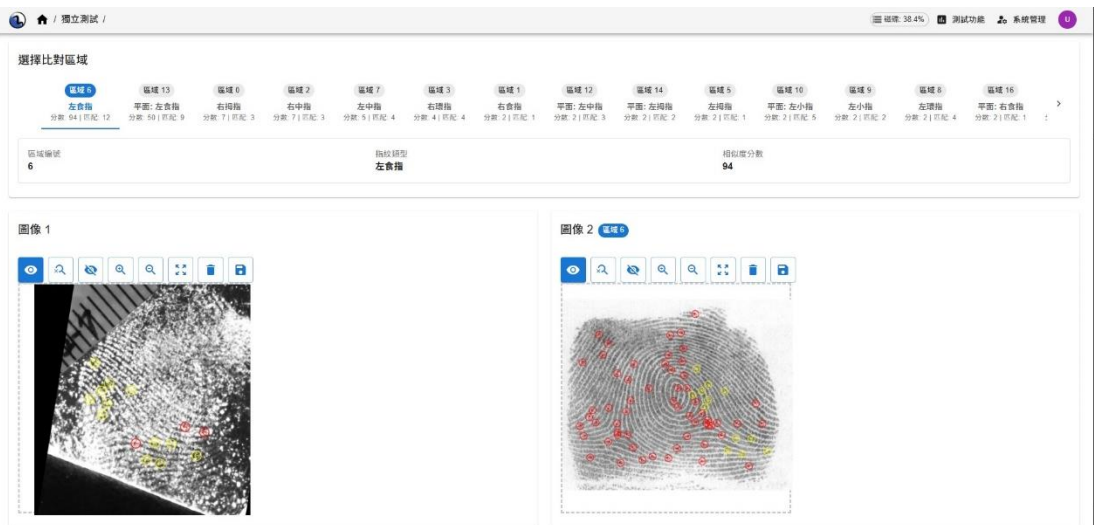 / 獨立測試 /
磁碟: 38.4%
測試功能
系統管理
U
選擇比對區域
區域 6 區域 13 區域 0 區域 2 區域 7 區域 3 區域 1 區域 12 區域 14 區域 5 區域 10 區域 9 區域 8 區域 16
左食指 平面: 左食指 右拇指 右中指 左中指 右環指 右食指 平面: 左中指 平面: 左拇指 左拇指 平面: 左小指 左小指 左環指 平面: 右食指
分數: 94 | 匹配: 12 分數: 50 | 匹配: 9 分數: 7 | 匹配: 3 分數: 7 | 匹配: 3 分數: 5 | 匹配: 4 分數: 4 | 匹配: 4 分數: 2 | 匹配: 1 分數: 2 | 匹配: 3 分數: 2 | 匹配: 2 分數: 2 | 匹配: 1 分數: 2 | 匹配: 5 分數: 2 | 匹配: 2 分數: 2 | 匹配: 4 分數: 2 | 匹配: 1
區域編號 指紋類型 相似度分數
6 左食指 94
圖像 1
圖像 2 區域 6